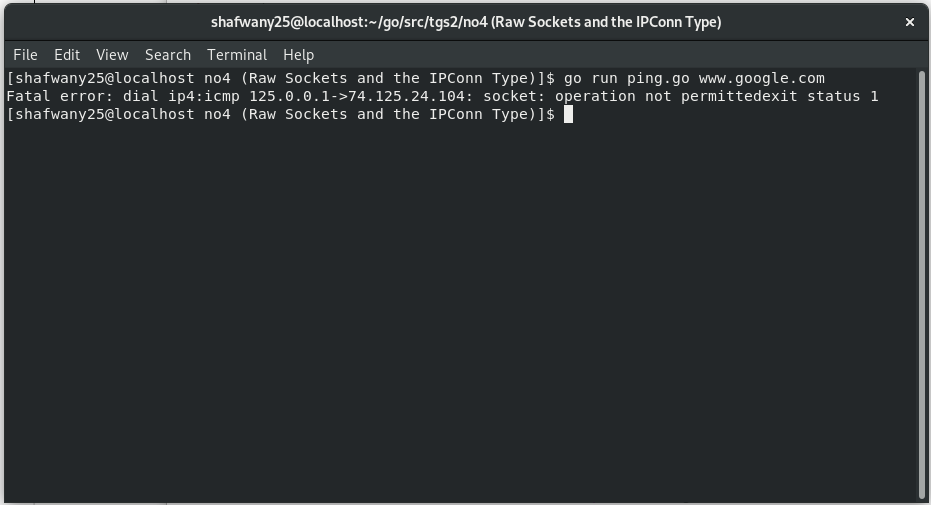 shafwany25@localhost:~/go/src/tgs2/no4 (Raw Sockets and the IPConn Type)
File Edit View Search Terminal Help
[shafwany25@localhost no4 (Raw Sockets and the IPConn Type)]$ go run ping.go www.google.com
Fatal error: dial ip4:icmp 125.0.0.1->74.125.24.104: socket: operation not permittedexit status 1
[shafwany25@localhost no4 (Raw Sockets and the IPConn Type)]$